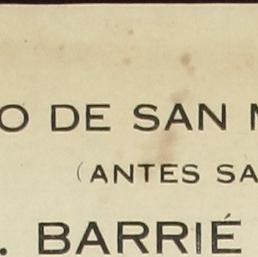 O DE SAN
(ANTES SA
. BARRIÉ